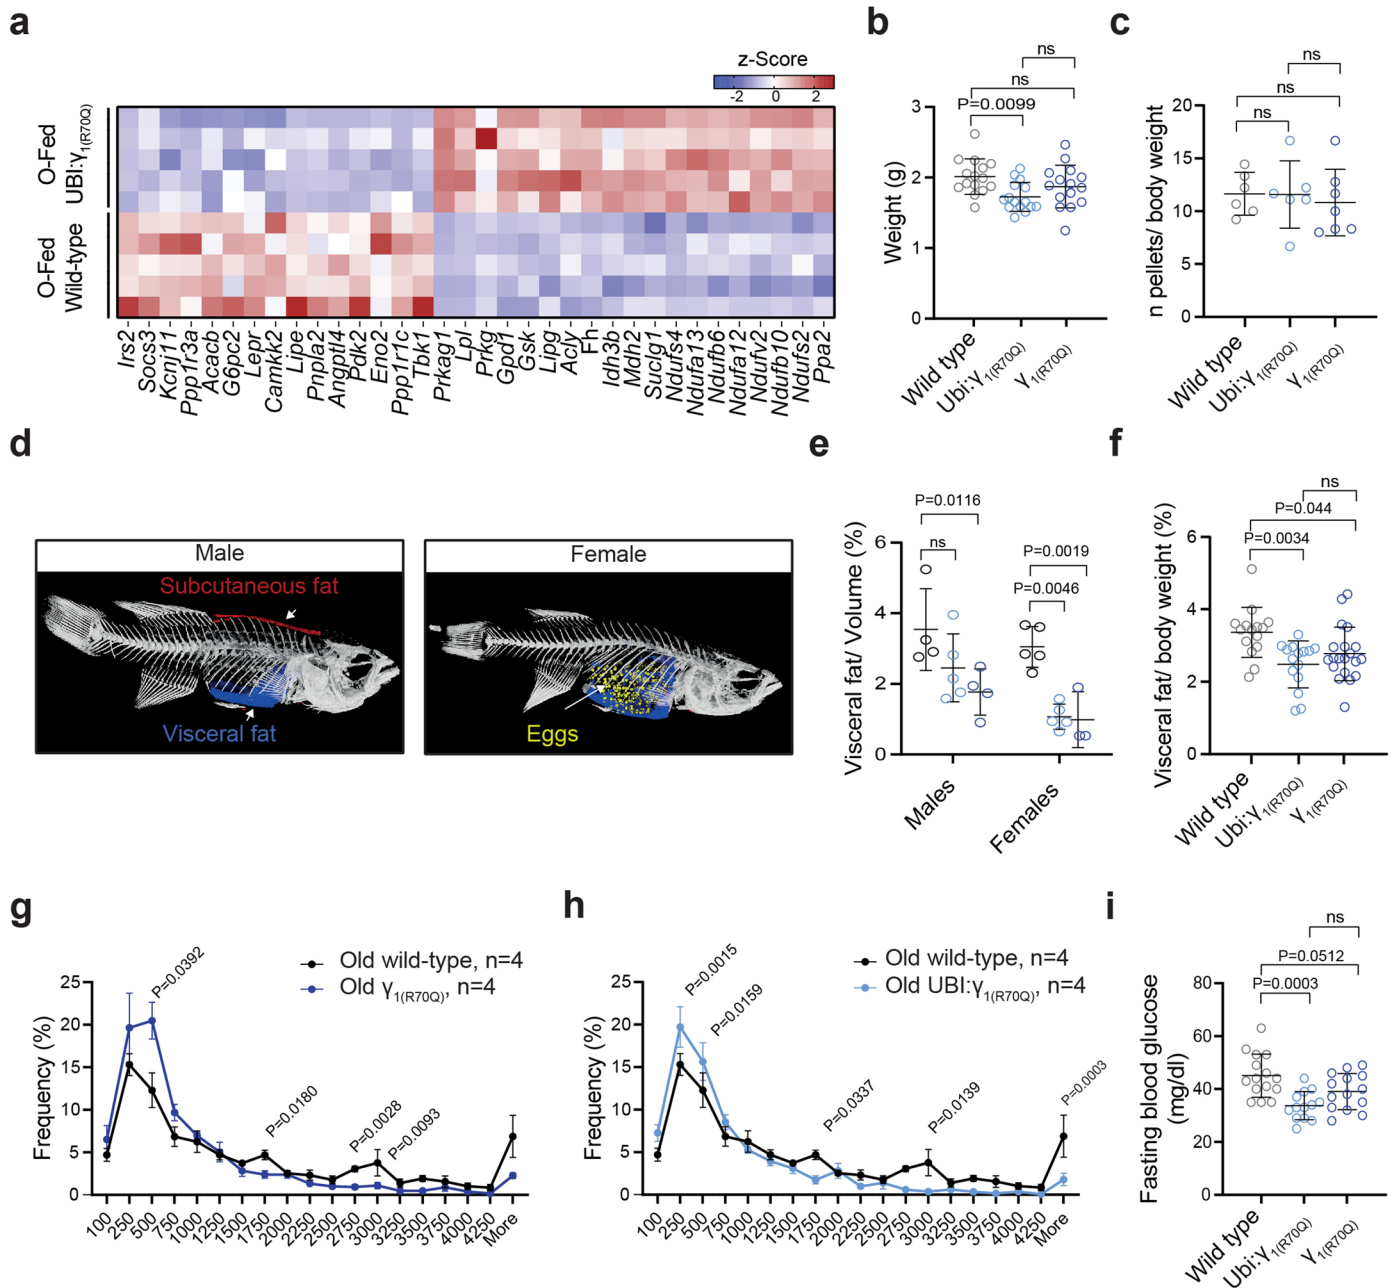 a
z-Score
-2 0 2
O-Fed
UBI:γ1(R70Q)
O-Fed
Wild-type
Irs2
Socs3
Kcnj11
Ppp1r3a
Acacb
G6pc2
Lepr
Camkk2
Lipe
Pnpla2
Angptl4
Pdk2
Eno2
Ppp1r1c
Tbk1
Prkag1
Lpl
Prkg
Gpd1
Gsk
Lipg
Acly
Fh
Idh3b
Mdh2
Suclg1
Ndufs4
Ndufa13
Ndufb6
Ndufa12
Ndufv2
Ndufb10
Ndufs2
Ppa2
b
ns
ns
P=0.0099
Weight (g)
3
2
1
0
Wild type
Ubi:γ1(R70Q)
γ1(R70Q)
c
ns
ns
ns
n pellets/ body weight
20
15
10
5
0
Wild type
Ubi:γ1(R70Q)
γ1(R70Q)
d
Male
Subcutaneous fat
Visceral fat
Female
Eggs
e
P=0.0116
ns
P=0.0019
P=0.0046
Visceral fat/ Volume (%)
6
4
2
0
Males
Females
f
ns
P=0.044
P=0.0034
Visceral fat/ body weight (%)
6
4
2
0
Wild type
Ubi:γ1(R70Q)
γ1(R70Q)
g
Old wild-type, n=4
Old γ1(R70Q), n=4
P=0.0392
P=0.0180
P=0.0028
P=0.0093
Frequency (%)
25
20
15
10
5
0
100 250 500 750 1000 1250 1500 1750 2000 2250 2500 2750 3000 3250 3500 3750 4000 4250 More
h
Old wild-type, n=4
Old UBI:γ1(R70Q), n=4
P=0.0015
P=0.0159
P=0.0337
P=0.0139
P=0.0003
Frequency (%)
25
20
15
10
5
0
100 250 500 750 1000 1250 1500 1750 2000 2250 2500 2750 3000 3250 3500 3750 4000 4250 More
i
ns
P=0.0512
P=0.0003
Fasting blood glucose
(mg/dl)
80
60
40
20
0
Wild type
Ubi:γ1(R70Q)
γ1(R70Q)